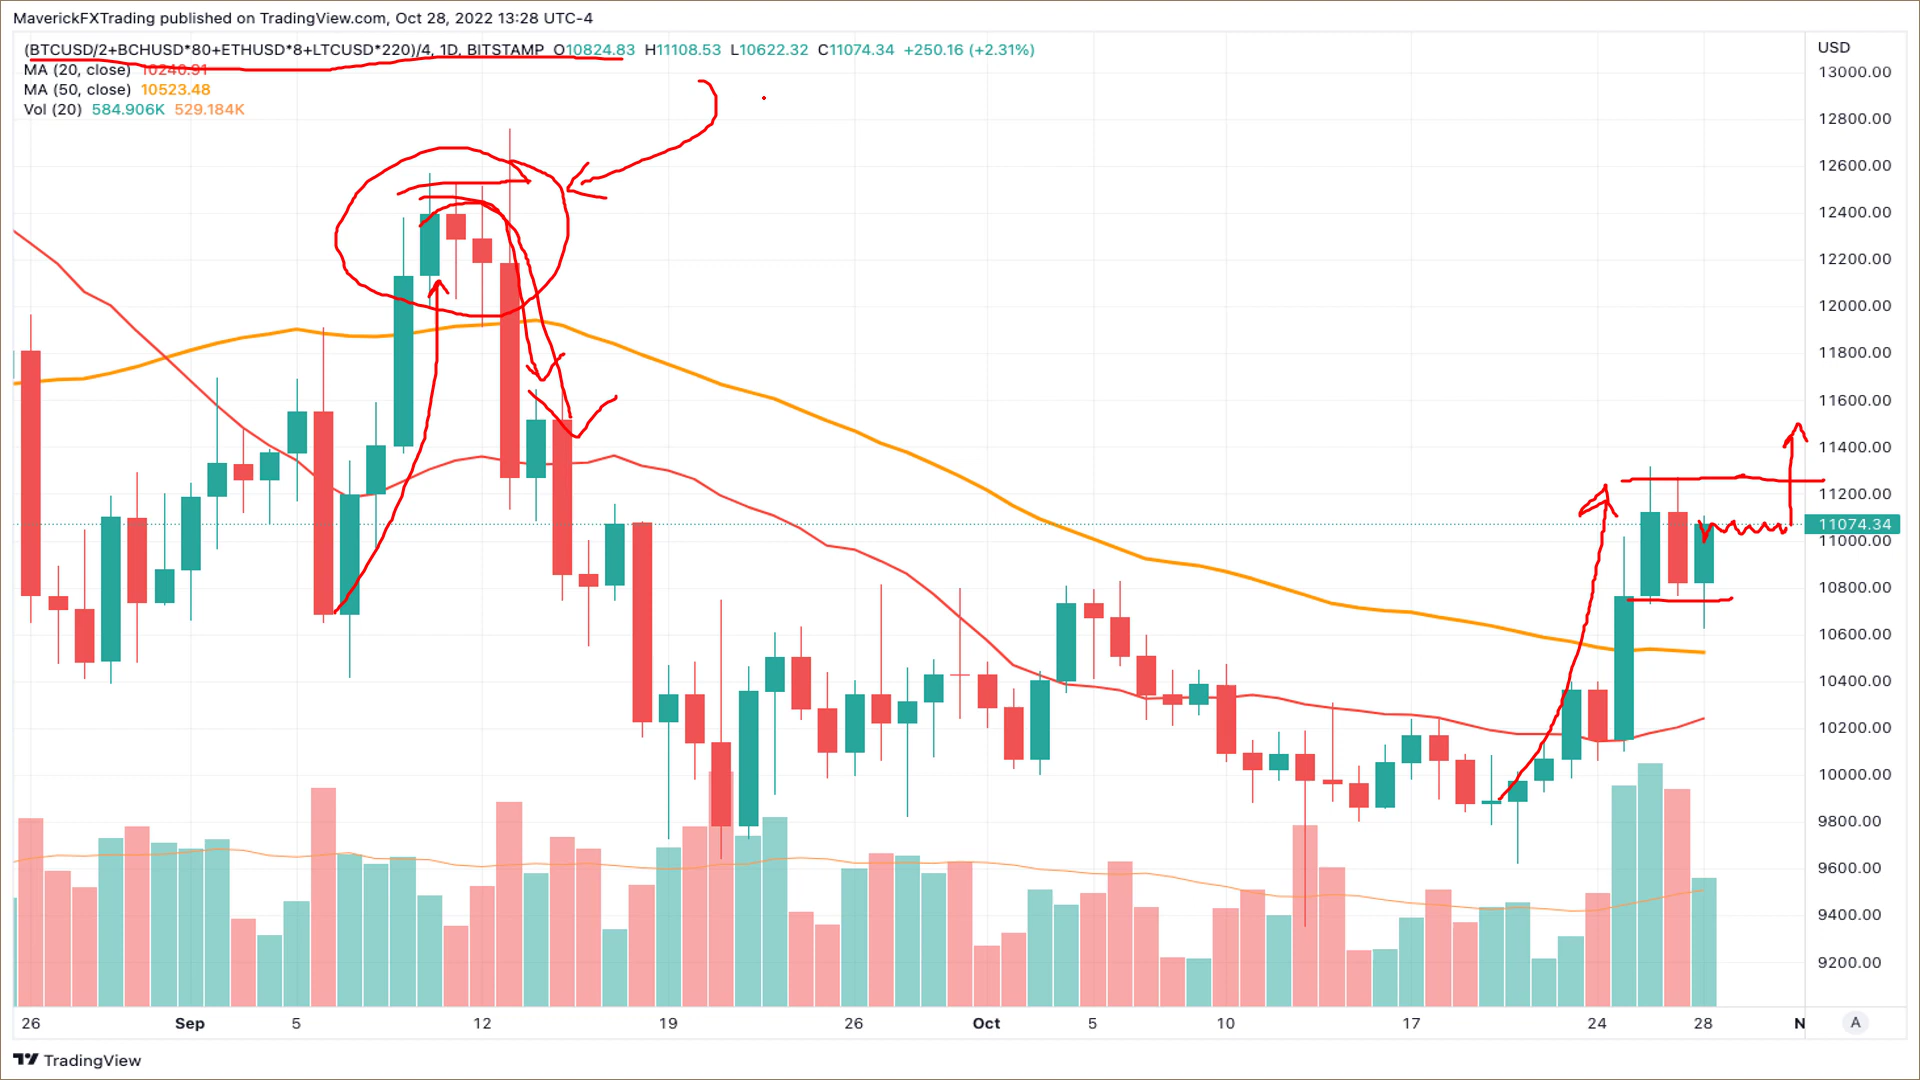 MaverickFXTrading published on TradingView.com, Oct 28, 2022 13:28 UTC-4
(BTCUSD/2+BCHUSD*80+ETHUSD*8+LTCUSD*220)/4, 1D, BITSTAMP O10824.83 H11108.53 L10622.32 C11074.34 +250.16 (+2.31%)
MA (20, close) 10240.91
MA (50, close) 10523.48
Vol (20) 584.906K 529.184K
USD
13000.00
12800.00
12600.00
12400.00
12200.00
12000.00
11800.00
11600.00
11400.00
11200.00
11074.34
11000.00
10800.00
10600.00
10400.00
10200.00
10000.00
9800.00
9600.00
9400.00
9200.00
26 Sep 5 12 19 26 Oct 5 10 17 24 28 N A
TradingView